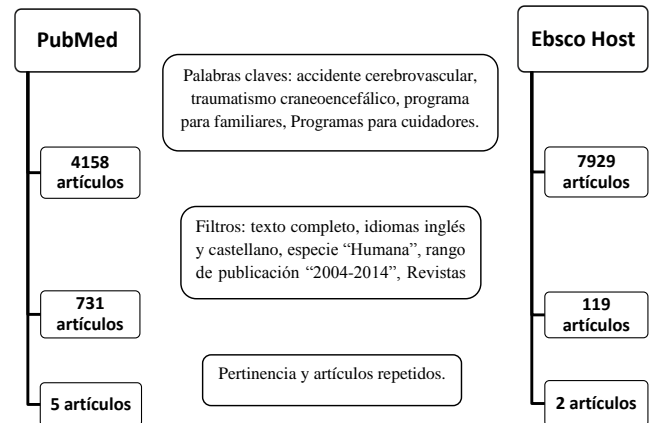 PubMed
Ebsco Host
Palabras claves: accidente cerebrovascular,
traumatismo craneoencefálico, programa
para familiares, Programas para cuidadores.
4158
artículos
7929
artículos
Filtros: texto completo, idiomas inglés
y castellano, especie “Humana”, rango
de publicación “2004-2014”, Revistas
731
artículos
119
artículos
Pertinencia y artículos repetidos.
5 artículos
2 artículos